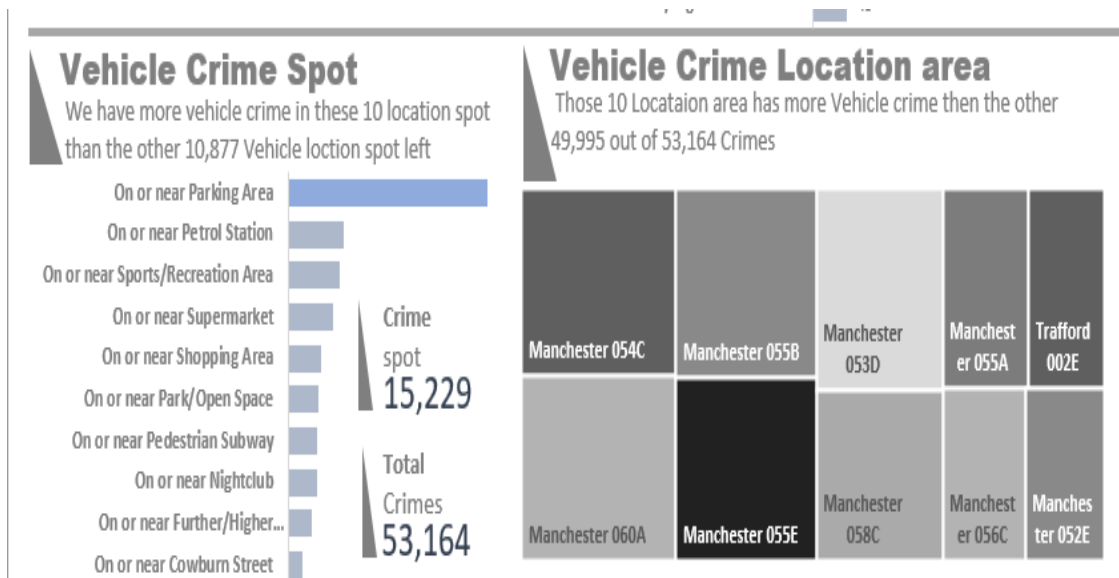 Vehicle Crime Spot
We have more vehicle crime in these 10 location spot
than the other 10,877 Vehicle loction spot left
On or near Parking Area
On or near Petrol Station
On or near Sports/Recreation Area
On or near Supermarket
On or near Shopping Area
On or near Park/Open Space
On or near Pedestrian Subway
On or near Nightclub
On or near Further/Higher...
On or near Cowburn Street
Crime
spot
15,229
Total
Crimes
53,164
Vehicle Crime Location area
Those 10 Locataion area has more Vehicle crime then the other
49,995 out of 53,164 Crimes
Manchester 054C
Manchester 055B
Manchester
053D
Manchest
er 055A
Trafford
002E
Manchester 060A
Manchester 055E
Manchester
058C
Manchest
er 056C
Manches
ter 052E